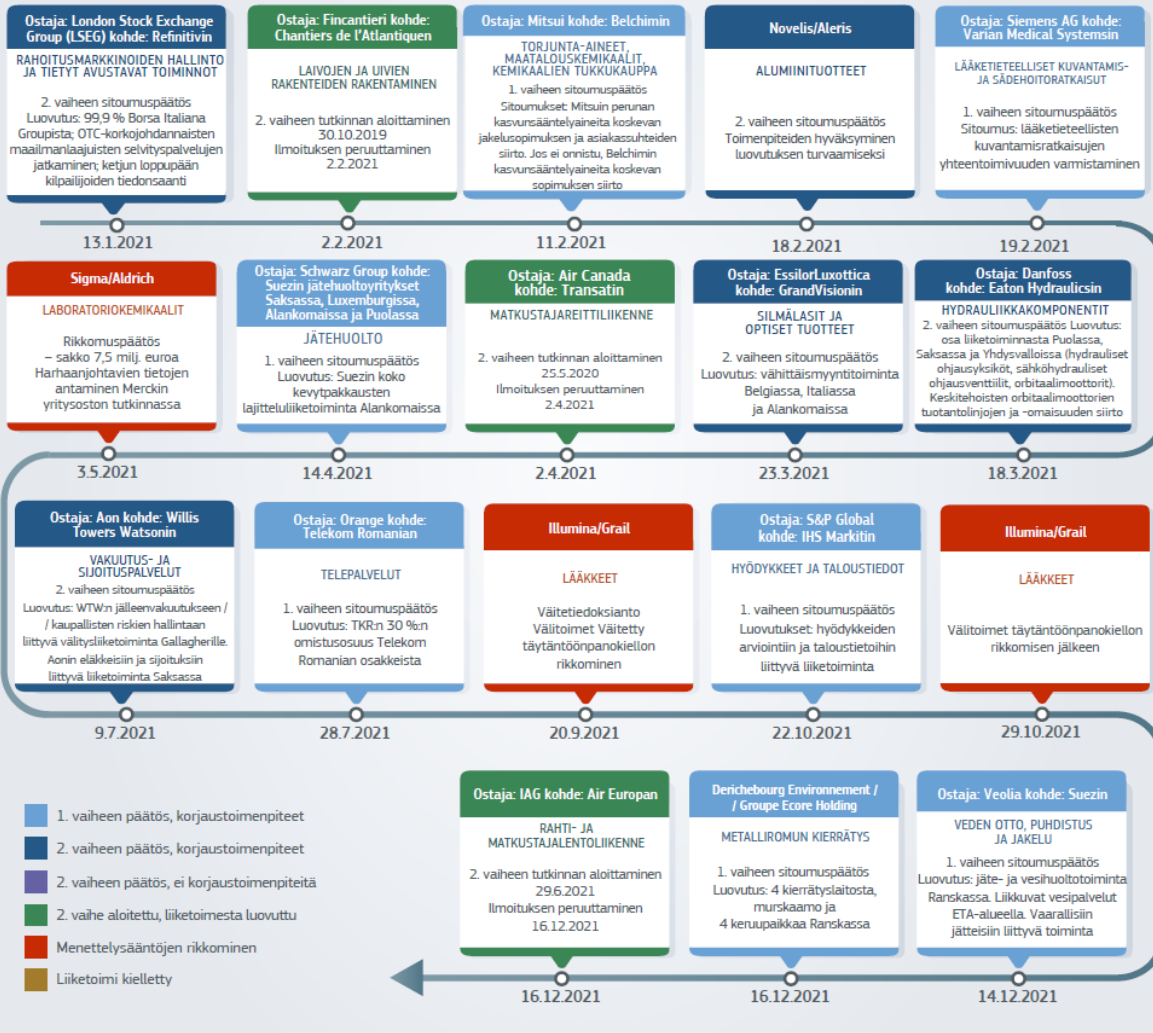 Ostaja: London Stock Exchange
Group (LSEG) kohde: Refinitivin
RAHOITUSMARKKINOIDEN HALLINTO
JA TIETYT AVUSTAVAT TOIMINNOT
2. vaiheen sitoumuspäätös
Luovutus: 99,9 % Borsa Italiana
Groupista; OTC-korkojohdannaisten
maailmanlaajuisten selvityspalvelujen
jatkaminen; ketjun loppupään
kilpailijoiden tiedonsaanti
13.1.2021
Ostaja: Fincantieri kohde:
Chantiers de l'Atlantiquen
LAIVOJEN JA UIVIEN
RAKENTEIDEN RAKENTAMINEN
2. vaiheen tutkinnan aloittaminen
30.10.2019
Ilmoituksen peruuttaminen
2.2.2021
2.2.2021
Ostaja: Mitsui kohde: Belchimin
TORJUNTA-AINEET,
MAATALOUSKEMIKAALIT,
KEMIKAALIEN TUKKUKAUPPA
1. vaiheen sitoumuspäätös
Sitoumukset: Mitsuin perunan
kasvunsääntelyaineita koskevan
jakelusopimuksen ja asiakassuhteiden
siirto. Jos ei onnistu, Belchimin
kasvunsääntelyaineita koskevan
sopimuksen siirto
11.2.2021
Novelis/Aleris
ALUMIINITUOTTEET
2. vaiheen sitoumuspäätös
Toimenpiteiden hyväksyminen
luovutuksen turvaamiseksi
18.2.2021
Ostaja: Siemens AG kohde:
Varian Medical Systemsin
LÄÄKETIETEELLISET KUVANTAMIS-
JA SÄDEHOITORATKAISUT
1. vaiheen sitoumuspäätös
Sitoumus: lääketieteellisten
kuvantamisratkaisujen
yhteentoimivuuden varmistaminen
19.2.2021
Sigma/Aldrich
LABORATORIOKEMIKAALIT
Rikkomuspäätös
– sakko 7,5 milj. euroa
Harhaanjohtavien tietojen
antaminen Merckin
yritysoston tutkinnassa
3.5.2021
Ostaja: Schwarz Group kohde:
Suezin jätehuoltoyritykset
Saksassa, Luxemburgissa,
Alankomaissa ja Puolassa
JÄTEHUOLTO
1. vaiheen sitoumuspäätös
Luovutus: Suezin koko
kevytpakkausten
lajitteluliiketoiminta Alankomaissa
14.4.2021
Ostaja: Air Canada
kohde: Transatin
MATKUSTAJAREITTILIIKENNE
2. vaiheen tutkinnan aloittaminen
25.5.2020
Ilmoituksen peruuttaminen
2.4.2021
2.4.2021
Ostaja: EssilorLuxottica
kohde: GrandVisionin
SILMÄLASIT JA
OPTISET TUOTTEET
2. vaiheen sitoumuspäätös
Luovutus: vähittäismyyntitoiminta
Belgiassa, Italiassa
ja Alankomaissa
23.3.2021
Ostaja: Danfoss
kohde: Eaton Hydraulicsin
HYDRAULIIKKAKOMPONENTIT
2. vaiheen sitoumuspäätös Luovutus:
osa liiketoiminnasta Puolassa,
Saksassa ja Yhdysvalloissa (hydrauliset
ohjausyksiköt, sähköhydrauliset
ohjausventtiilit, orbitaalimoottorit).
Keskitehoisten orbitaalimoottorien
tuotantolinjojen ja -omaisuuden siirto
18.3.2021
Ostaja: Aon kohde: Willis
Towers Watsonin
VAKUUTUS- JA
SIJOITUSPALVELUT
2. vaiheen sitoumuspäätös
Luovutus: WTW:n jälleenvakuutukseen /
/ kaupallisten riskien hallintaan
liittyvä välitysliiketoiminta Gallagherille.
Aonin eläkkeisiin ja sijoituksiin
liittyvä liiketoiminta Saksassa
9.7.2021
Ostaja: Orange kohde:
Telekom Romanian
TELEPALVELUT
1. vaiheen sitoumuspäätös
Luovutus: TKR:n 30 %:n
omistusosuus Telekom
Romanian osakkeista
28.7.2021
Illumina/Grail
LÄÄKKEET
Väitetiedoksianto
Välitoimet Väitetty
täytäntöönpanokiellon
rikkominen
20.9.2021
Ostaja: S&P Global
kohde: IHS Markitin
HYÖDYKKEET JA TALOUSTIEDOT
1. vaiheen sitoumuspäätös
Luovutukset: hyödykkeiden
arviointiin ja taloustietoihin
liittyvä liiketoiminta
22.10.2021
Illumina/Grail
LÄÄKKEET
Välitoimet täytäntöönpanokiellon
rikkomisen jälkeen
29.10.2021
1. vaiheen päätös, korjaustoimenpiteet
2. vaiheen päätös, korjaustoimenpiteet
2. vaiheen päätös, ei korjaustoimenpiteitä
2. vaihe aloitettu, liiketoimesta luovuttu
Menettelysääntöjen rikkominen
Liiketoimi kielletty
Ostaja: IAG kohde: Air Europan
RAHTI- JA
MATKUSTAJALENTOLIIKENNE
2. vaiheen tutkinnan aloittaminen
29.6.2021
Ilmoituksen peruuttaminen
16.12.2021
16.12.2021
Derichebourg Environnement /
/ Groupe Ecore Holding
METALLIROMUN KIERRÄTYS
1. vaiheen sitoumuspäätös
Luovutus: 4 kierrätyslaitosta,
murskaamo ja
4 keruupaikkaa Ranskassa
16.12.2021
Ostaja: Veolia kohde: Suezin
VEDEN OTTO, PUHDISTUS
JA JAKELU
1. vaiheen sitoumuspäätös
Luovutus: jäte- ja vesihuoltotoiminta
Ranskassa. Liikkuvat vesipalvelut
ETA-alueella. Vaarallisiin
jätteisiin liittyvä toiminta
14.12.2021